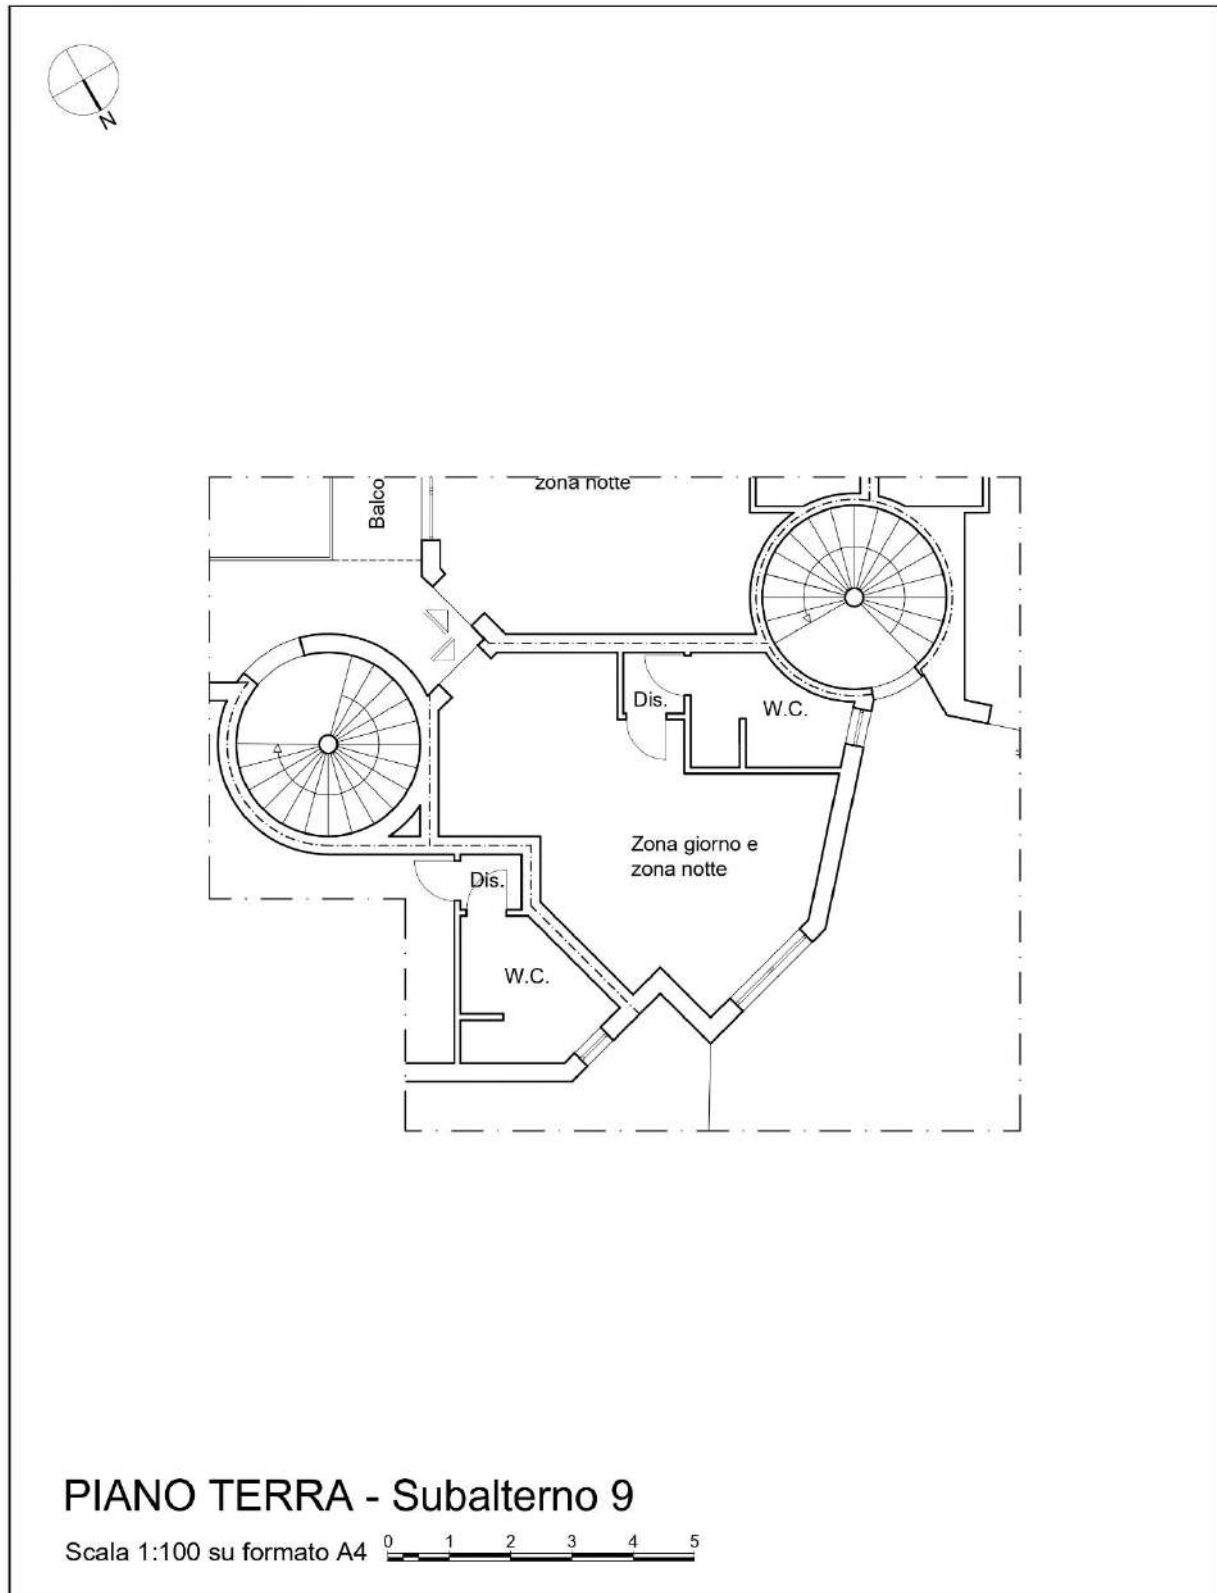 N
zona notte
Balco
Dis.
W.C.
Zona giorno e
zona notte
Dis.
W.C.
PIANO TERRA - Subalterno 9
Scala 1:100 su formato A4
0 1 2 3 4 5